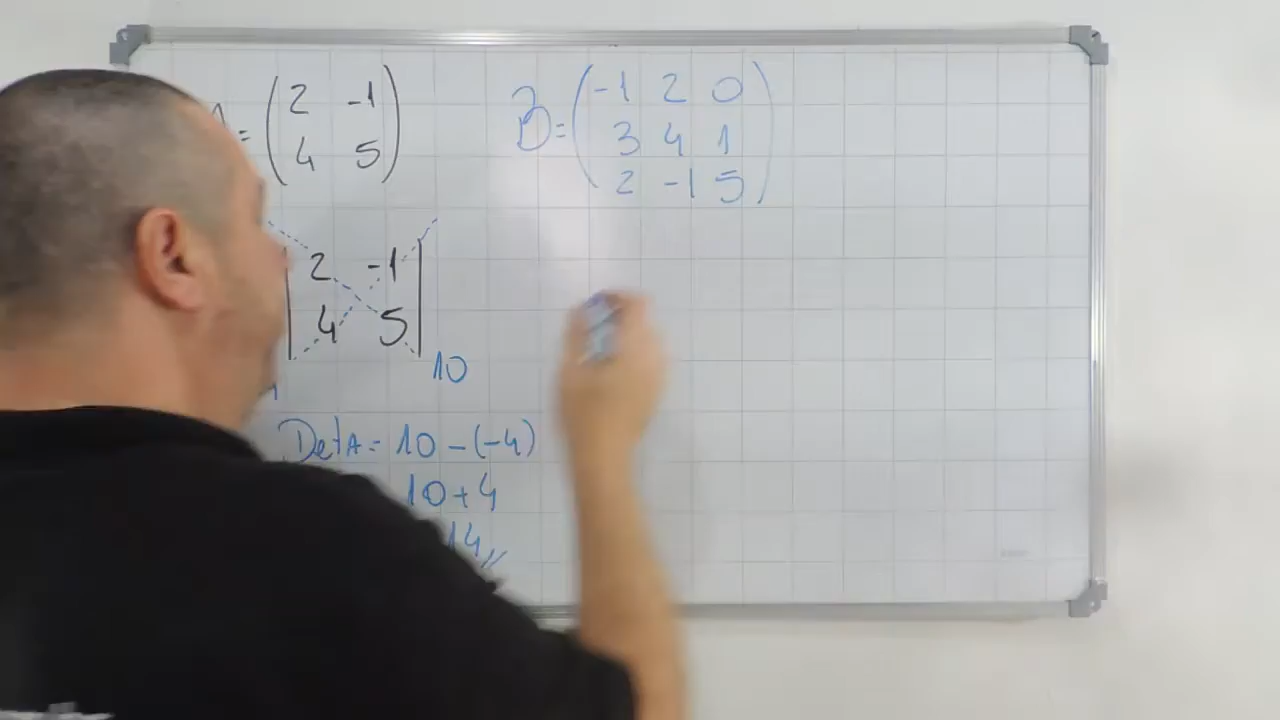 A = (2 -1
4 5)
B = (-1 2 0
3 4 1
2 -1 5)
|2 -1
4 5|
10
DetA = 10 - (-4)
10 + 4
14 //